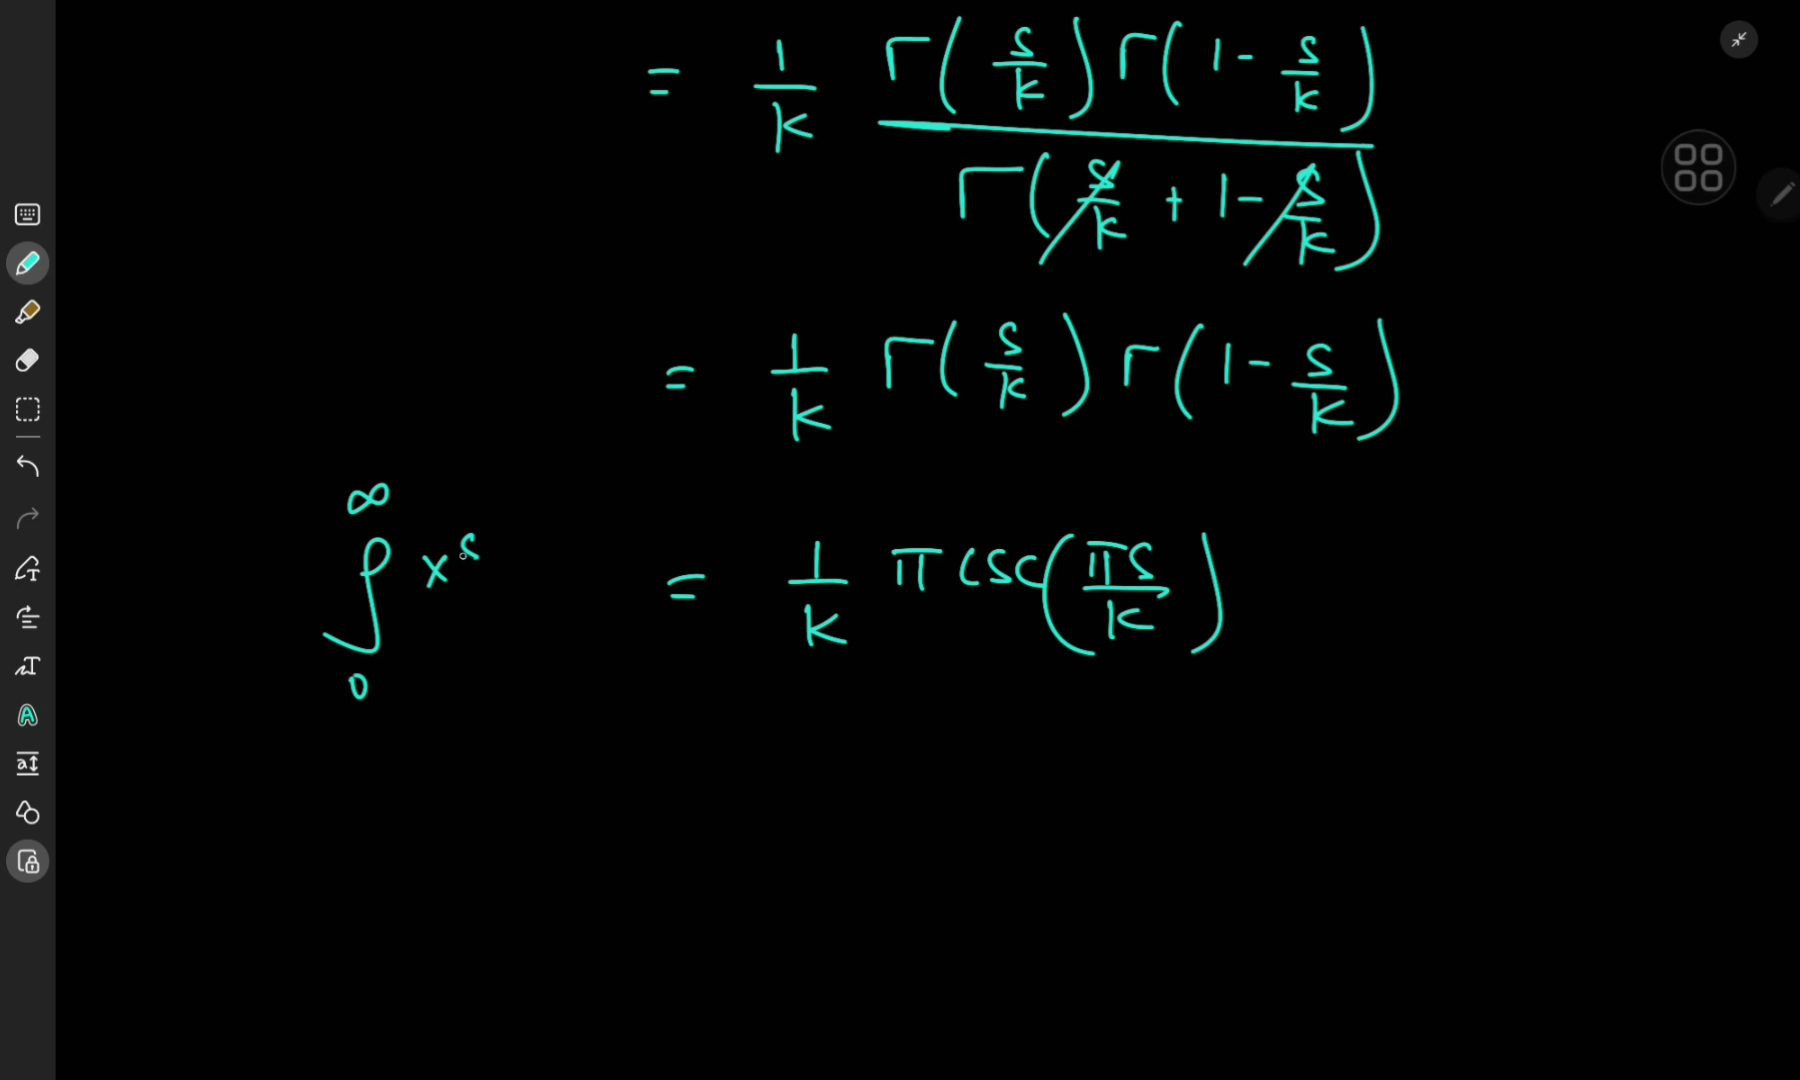 = 1/k Γ(s/k) Γ(1 - s/k) / Γ(s/k + 1 - s/k)
= 1/k Γ(s/k) Γ(1 - s/k)
∫₀^∞ x^s = 1/k π csc(πs/k)